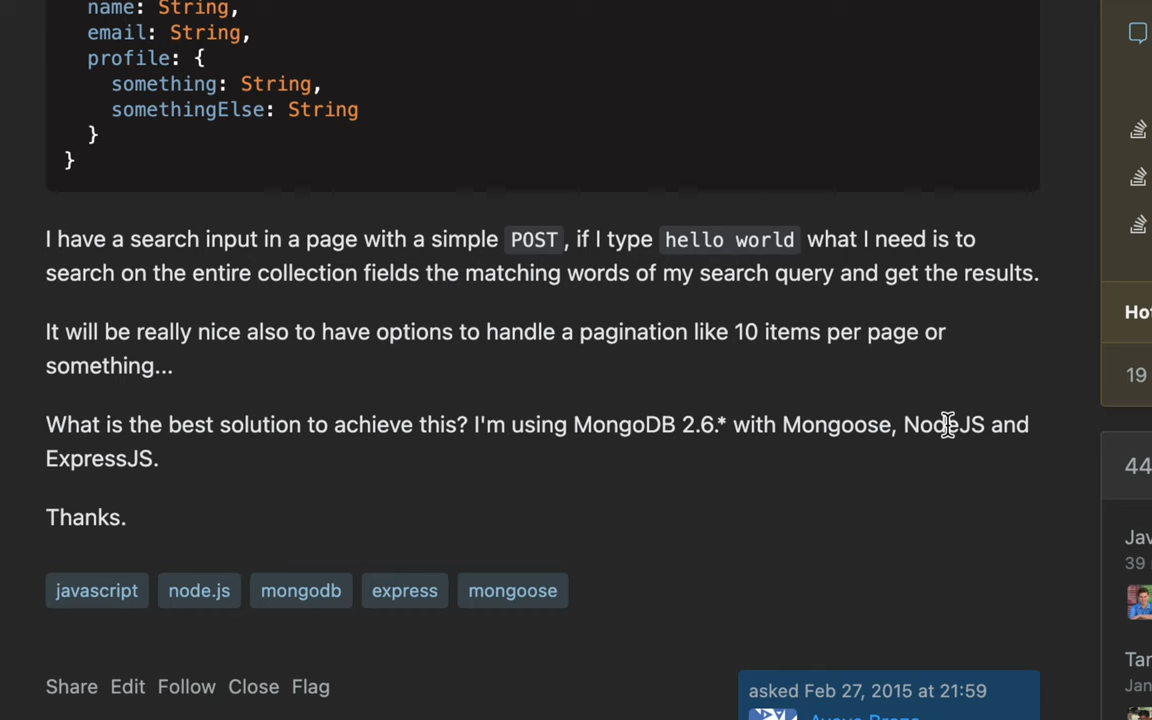 name: String,
email: String,
profile: {
something: String,
somethingElse: String
}
}
I have a search input in a page with a simple POST, if I type hello world what I need is to
search on the entire collection fields the matching words of my search query and get the results.
It will be really nice also to have options to handle a pagination like 10 items per page or
something...
What is the best solution to achieve this? I'm using MongoDB 2.6.* with Mongoose, NodeJS and
ExpressJS.
Thanks.
javascript node.js mongodb express mongoose
Share Edit Follow Close Flag
asked Feb 27, 2015 at 21:59
19
44
39